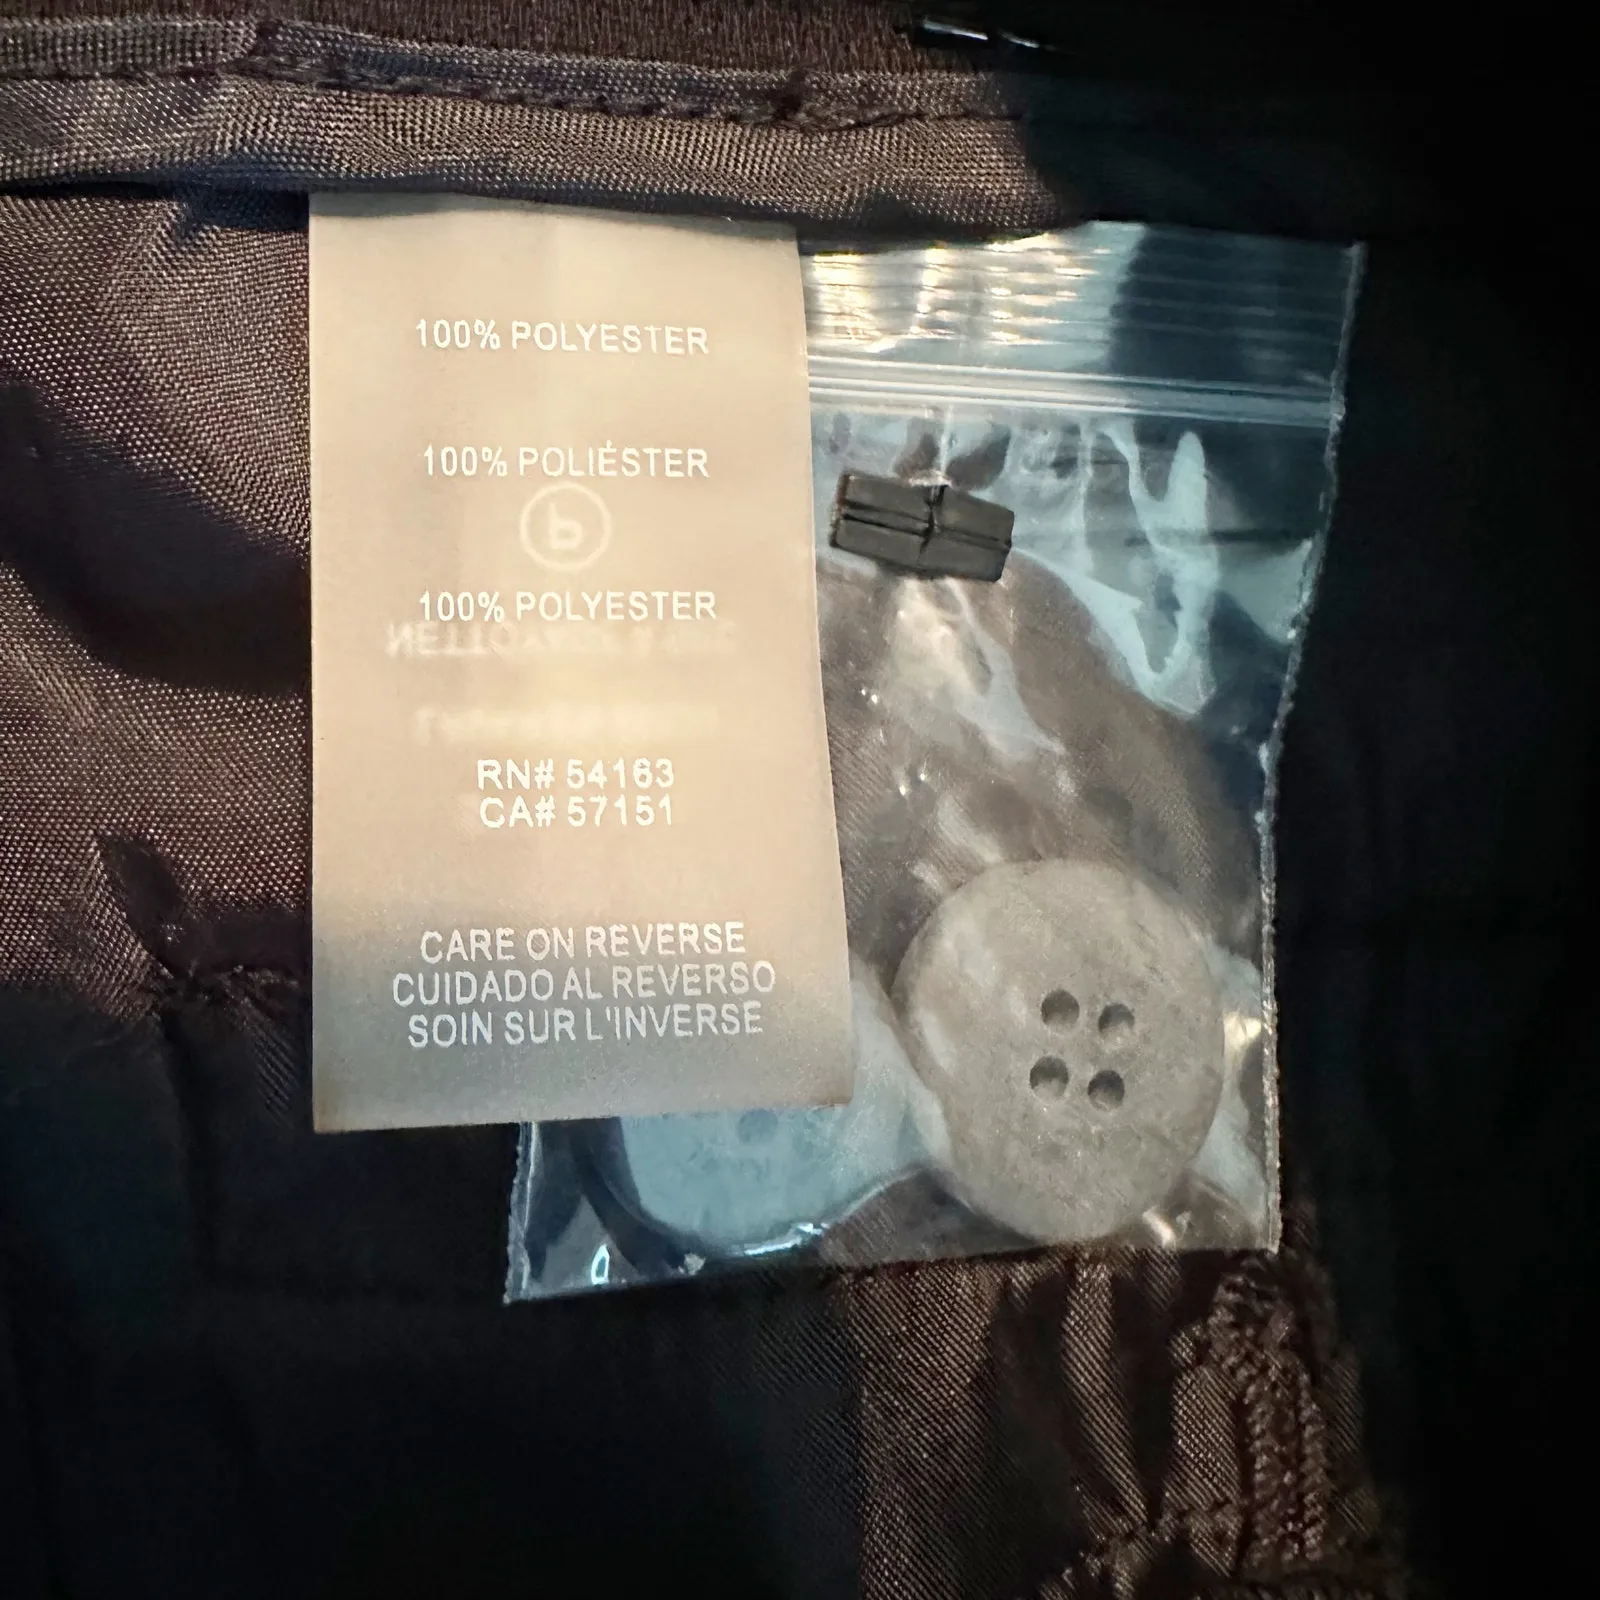 100% POLYESTER
100% POLIÉSTER
100% POLYESTER
RN# 54163
CA# 57151
CARE ON REVERSE
CUIDADO AL REVERSO
SOIN SUR L'INVERSE